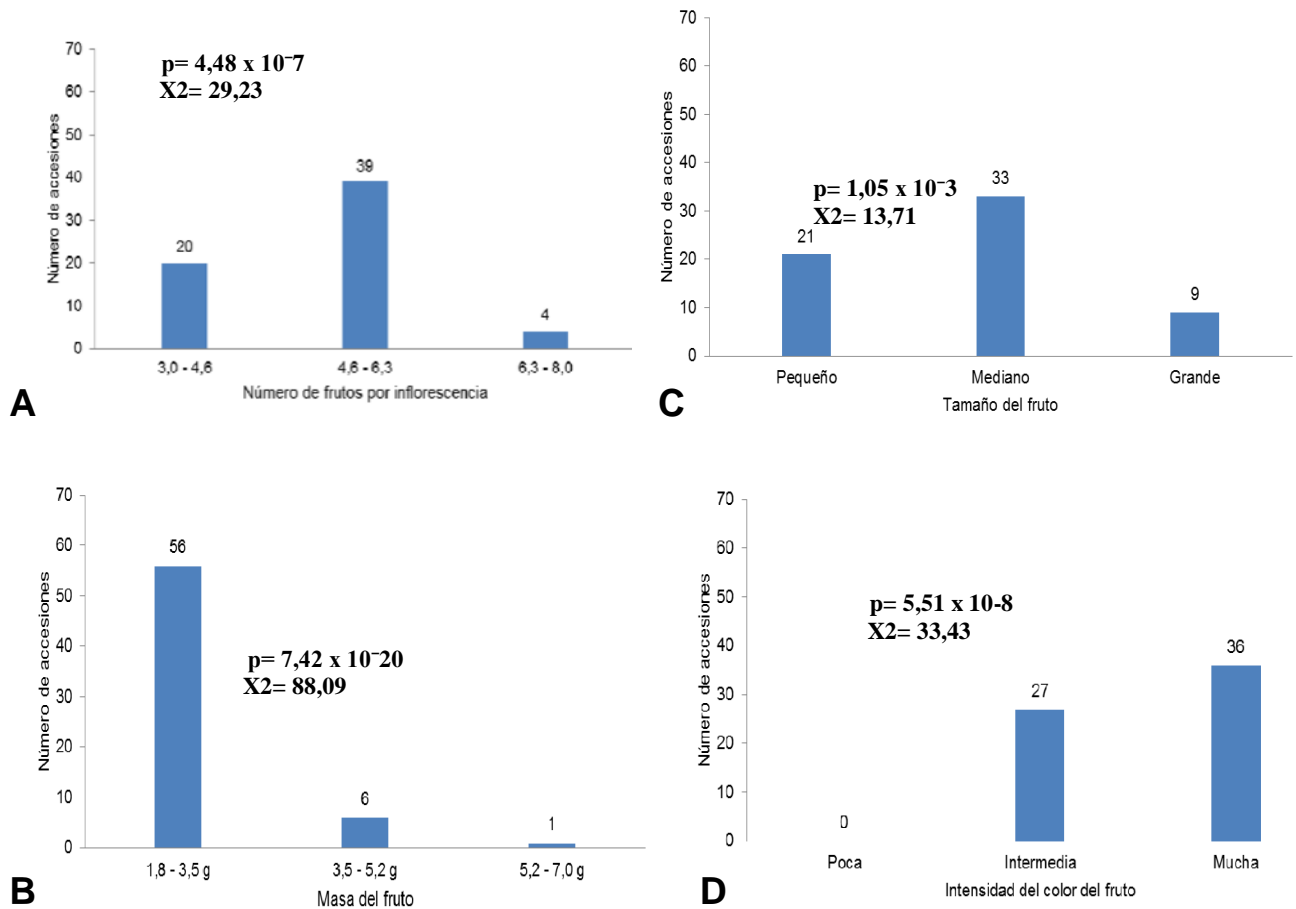 70
60
50
40
30
20
10
0
Número de accesiones
p= 4,48 x 10⁻7
X2= 29,23
20
39
4
3,0 - 4,6
4,6 - 6,3
6,3 - 8,0
Número de frutos por inflorescencia
A
70
60
50
40
30
20
10
0
Número de accesiones
p= 1,05 x 10⁻3
X2= 13,71
21
33
9
Pequeño
Mediano
Grande
Tamaño del fruto
C
70
60
50
40
30
20
10
0
Número de accesiones
56
p= 7,42 x 10⁻20
X2= 88,09
6
1
1,8 - 3,5 g
3,5 - 5,2 g
5,2 - 7,0 g
Masa del fruto
B
70
60
50
40
30
20
10
0
Número de accesiones
p= 5,51 x 10-8
X2= 33,43
0
27
36
Poca
Intermedia
Mucha
Intensidad del color del fruto
D